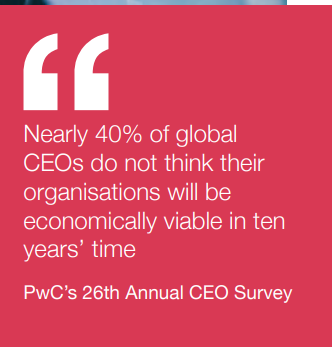 “
Nearly 40% of global
CEOs do not think their
organisations will be
economically viable in ten
years’ time
PwC’s 26th Annual CEO Survey